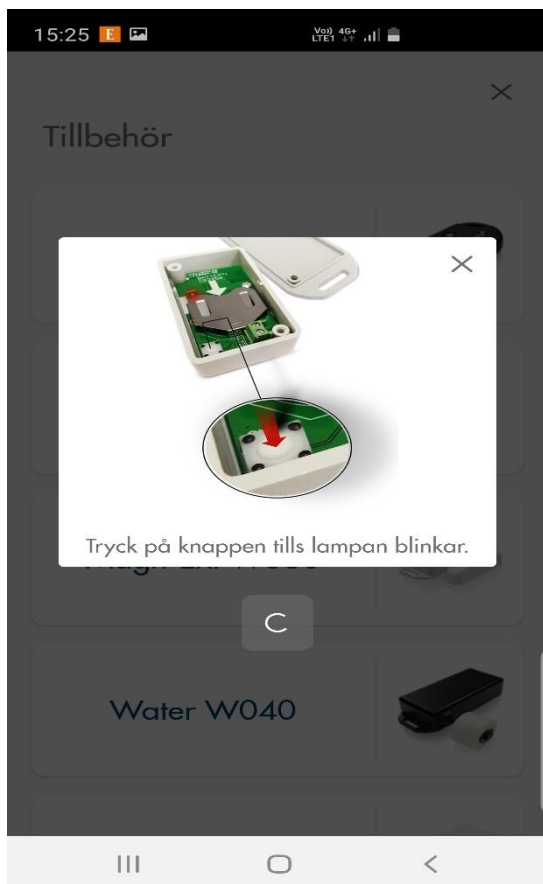 15:25 E Vo)) 4G+
LTE1
Tillbehör
Tryck på knappen tills lampan blinkar.
Water W040